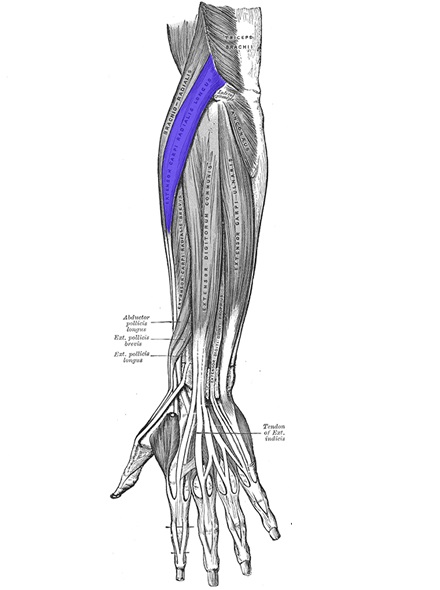 TRICEPS
BRACHII
BRACHIO-RADIALIS
EXTENSOR CARPI RADIALIS LONGUS
ANCONÆUS
EXTENSOR CARPI RADIALIS BREVIS
EXTENSOR DIGITORUM COMMUNIS
EXTENSOR CARPI ULNARIS
Abductor
pollicis
longus
Ext. pollicis
brevis
Ext. pollicis
longus
Tendon
of Ext.
indicis